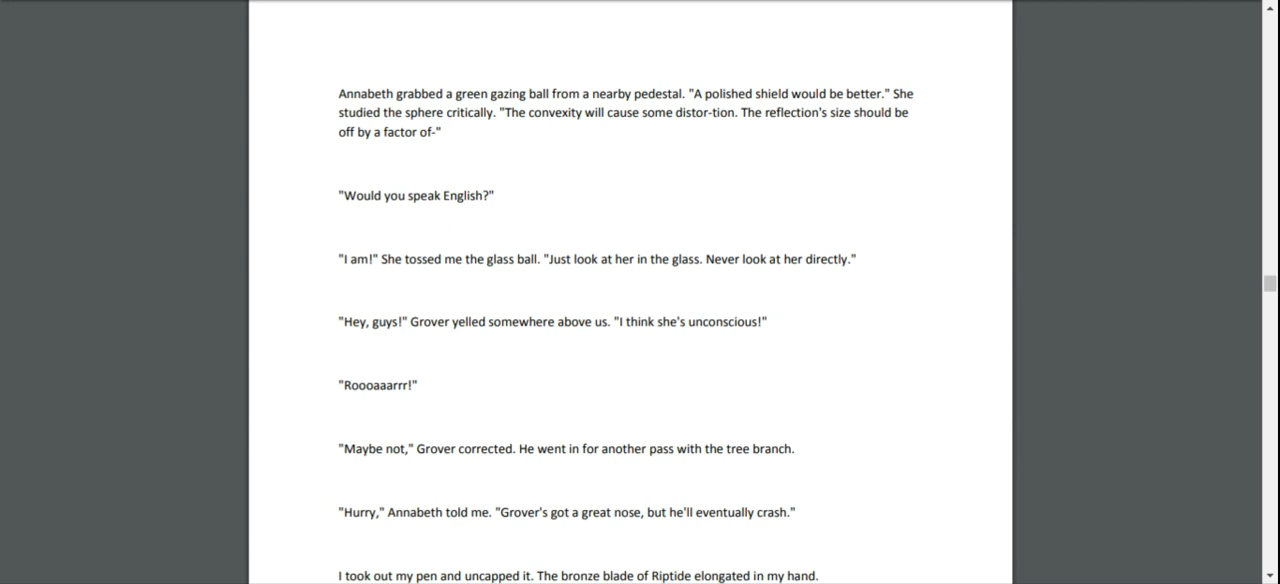 Annabeth grabbed a green gazing ball from a nearby pedestal. "A polished shield would be better." She
studied the sphere critically. "The convexity will cause some distor-tion. The reflection's size should be
off by a factor of-"
"Would you speak English?"
"I am!" She tossed me the glass ball. "Just look at her in the glass. Never look at her directly."
"Hey, guys!" Grover yelled somewhere above us. "I think she's unconscious!"
"Roooaaarrr!"
"Maybe not," Grover corrected. He went in for another pass with the tree branch.
"Hurry," Annabeth told me. "Grover's got a great nose, but he'll eventually crash."
I took out my pen and uncapped it. The bronze blade of Riptide elongated in my hand.